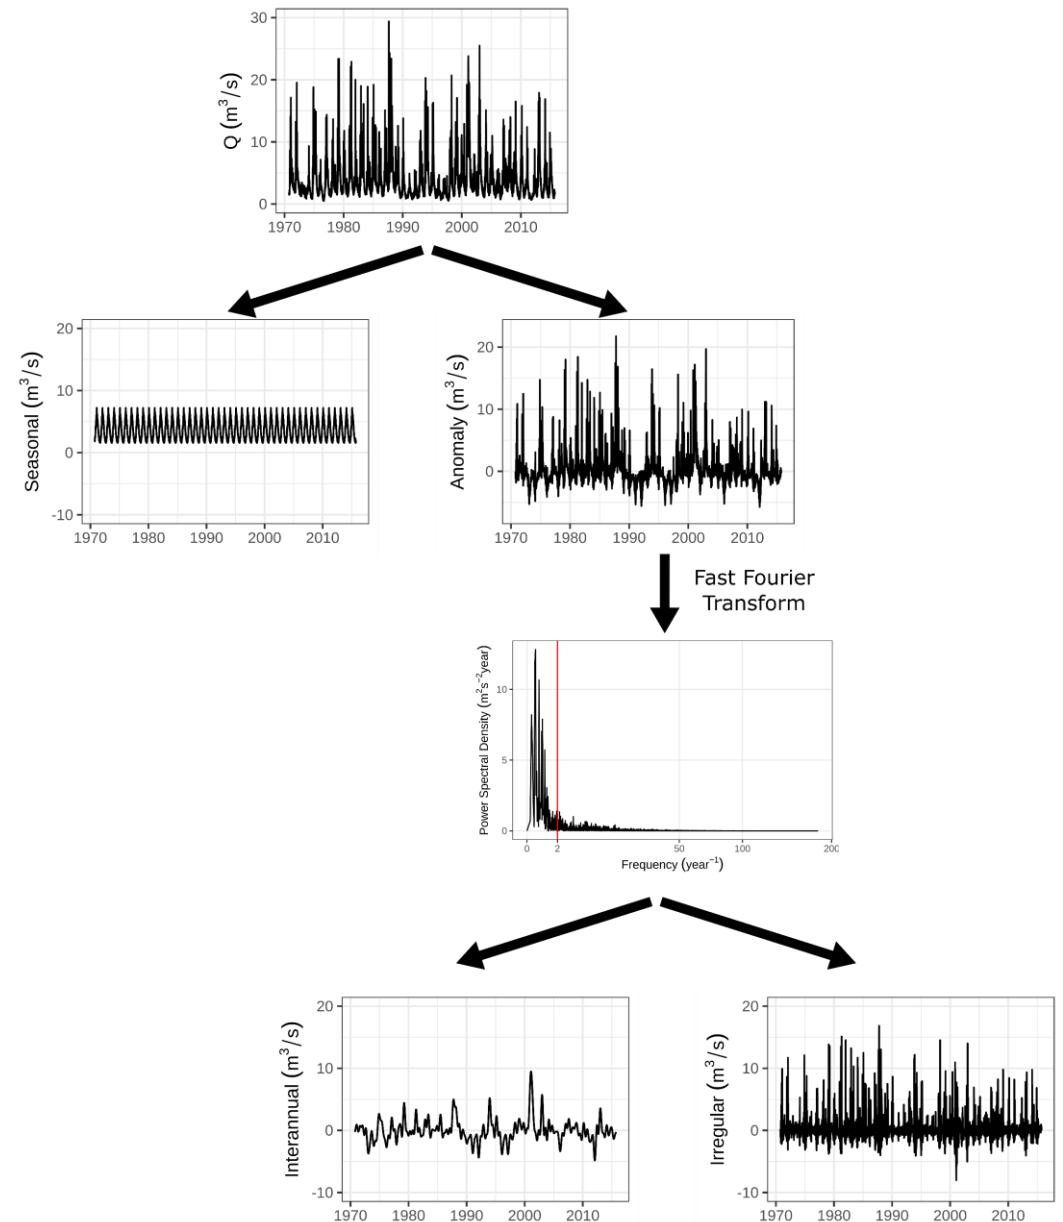 Q (m³/s)
30
20
10
0
1970 1980 1990 2000 2010
Seasonal (m³/s)
20
10
0
-10
1970 1980 1990 2000 2010
Anomaly (m³/s)
20
10
0
1970 1980 1990 2000 2010
Fast Fourier
Transform
Power Spectral Density (m²s⁻²year)
10
5
0
0 2 50 100 200
Frequency (year⁻¹)
Interannual (m³/s)
20
10
0
-10
1970 1980 1990 2000 2010
Irregular (m³/s)
20
10
0
-10
1970 1980 1990 2000 2010